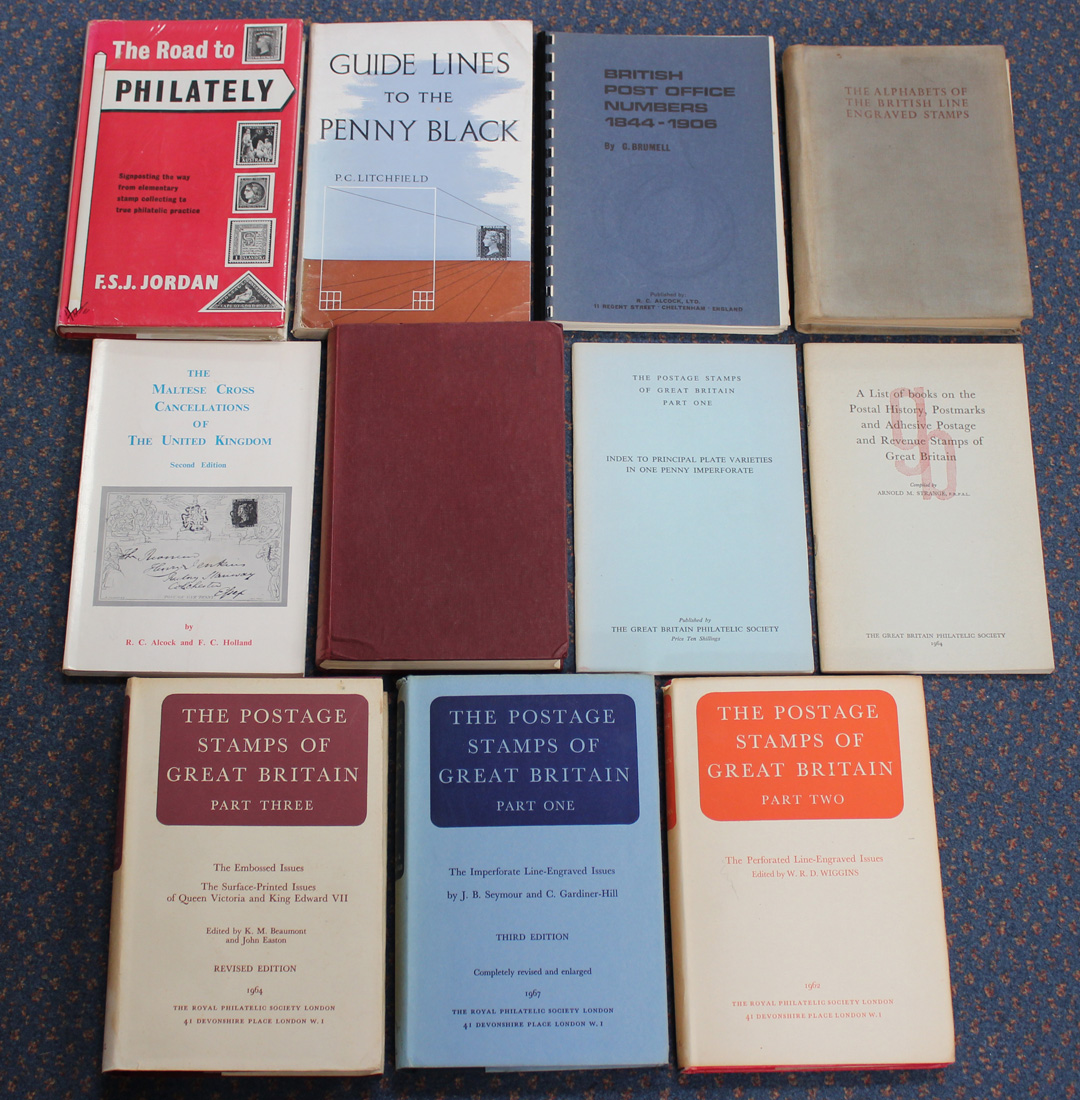 The Road to
PHILATELY
AUSTRALIA
Signposting the way
from elementary
stamp collecting to
true philatelic practice
F.S.J. JORDAN
GUIDE LINES
TO THE
PENNY BLACK
P.C. LITCHFIELD
BRITISH
POST OFFICE
NUMBERS
1844-1906
By G. BRUMELL
Published by
R. C. ALCOCK, LTD.
11 REGENT STREET · CHELTENHAM · ENGLAND
THE ALPHABETS OF
THE BRITISH LINE
ENGRAVED STAMPS
THE
MALTESE CROSS
CANCELLATIONS
OF
THE UNITED KINGDOM
Second Edition
Colchester
Essex
by
R. C. Alcock and F. C. Holland
THE POSTAGE STAMPS
OF GREAT BRITAIN
PART ONE
INDEX TO PRINCIPAL PLATE VARIETIES
IN ONE PENNY IMPERFORATE
Published by
THE GREAT BRITAIN PHILATELIC SOCIETY
Price Ten Shillings
A List of books on the
Postal History, Postmarks
and Adhesive Postage
and Revenue Stamps of
Great Britain
Compiled by
ARNOLD M. STRANGE, F.R.P.S.L.
THE GREAT BRITAIN PHILATELIC SOCIETY
1964
THE POSTAGE
STAMPS OF
GREAT BRITAIN
PART THREE
The Embossed Issues
The Surface-Printed Issues
of Queen Victoria and King Edward VII
Edited by K. M. Beaumont
and John Easton
REVISED EDITION
1964
THE ROYAL PHILATELIC SOCIETY LONDON
41 DEVONSHIRE PLACE LONDON W.1
THE POSTAGE
STAMPS OF
GREAT BRITAIN
PART ONE
The Imperforate Line-Engraved Issues
by J. B. Seymour and C. Gardiner-Hill
THIRD EDITION
Completely revised and enlarged
1967
THE ROYAL PHILATELIC SOCIETY LONDON
41 DEVONSHIRE PLACE LONDON W.1
THE POSTAGE
STAMPS OF
GREAT BRITAIN
PART TWO
The Perforated Line-Engraved Issues
Edited by W. R. D. WIGGINS
1962
THE ROYAL PHILATELIC SOCIETY LONDON
41 DEVONSHIRE PLACE LONDON W.1